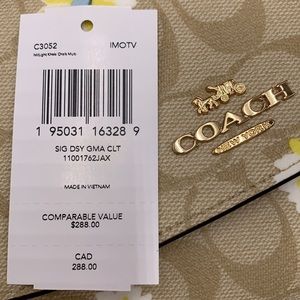 C3052 IMOTV
1 95031 16328 9
SIG DSY GMA CLT
11001762JAX
MADE IN VIETNAM
COMPARABLE VALUE
$288.00
CAD
288.00
COACH
NEW YORK